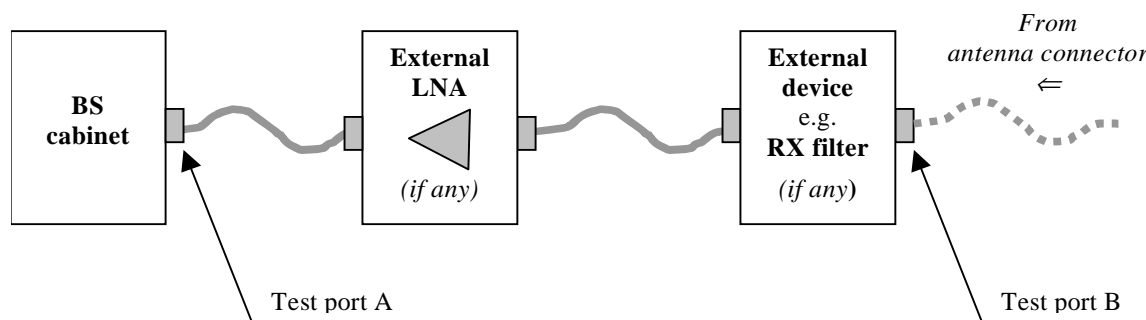 BS
cabinet
External
LNA
(if any)
External
device
e.g.
RX filter
(if any)
From
antenna connector
⇐
Test port A
Test port B